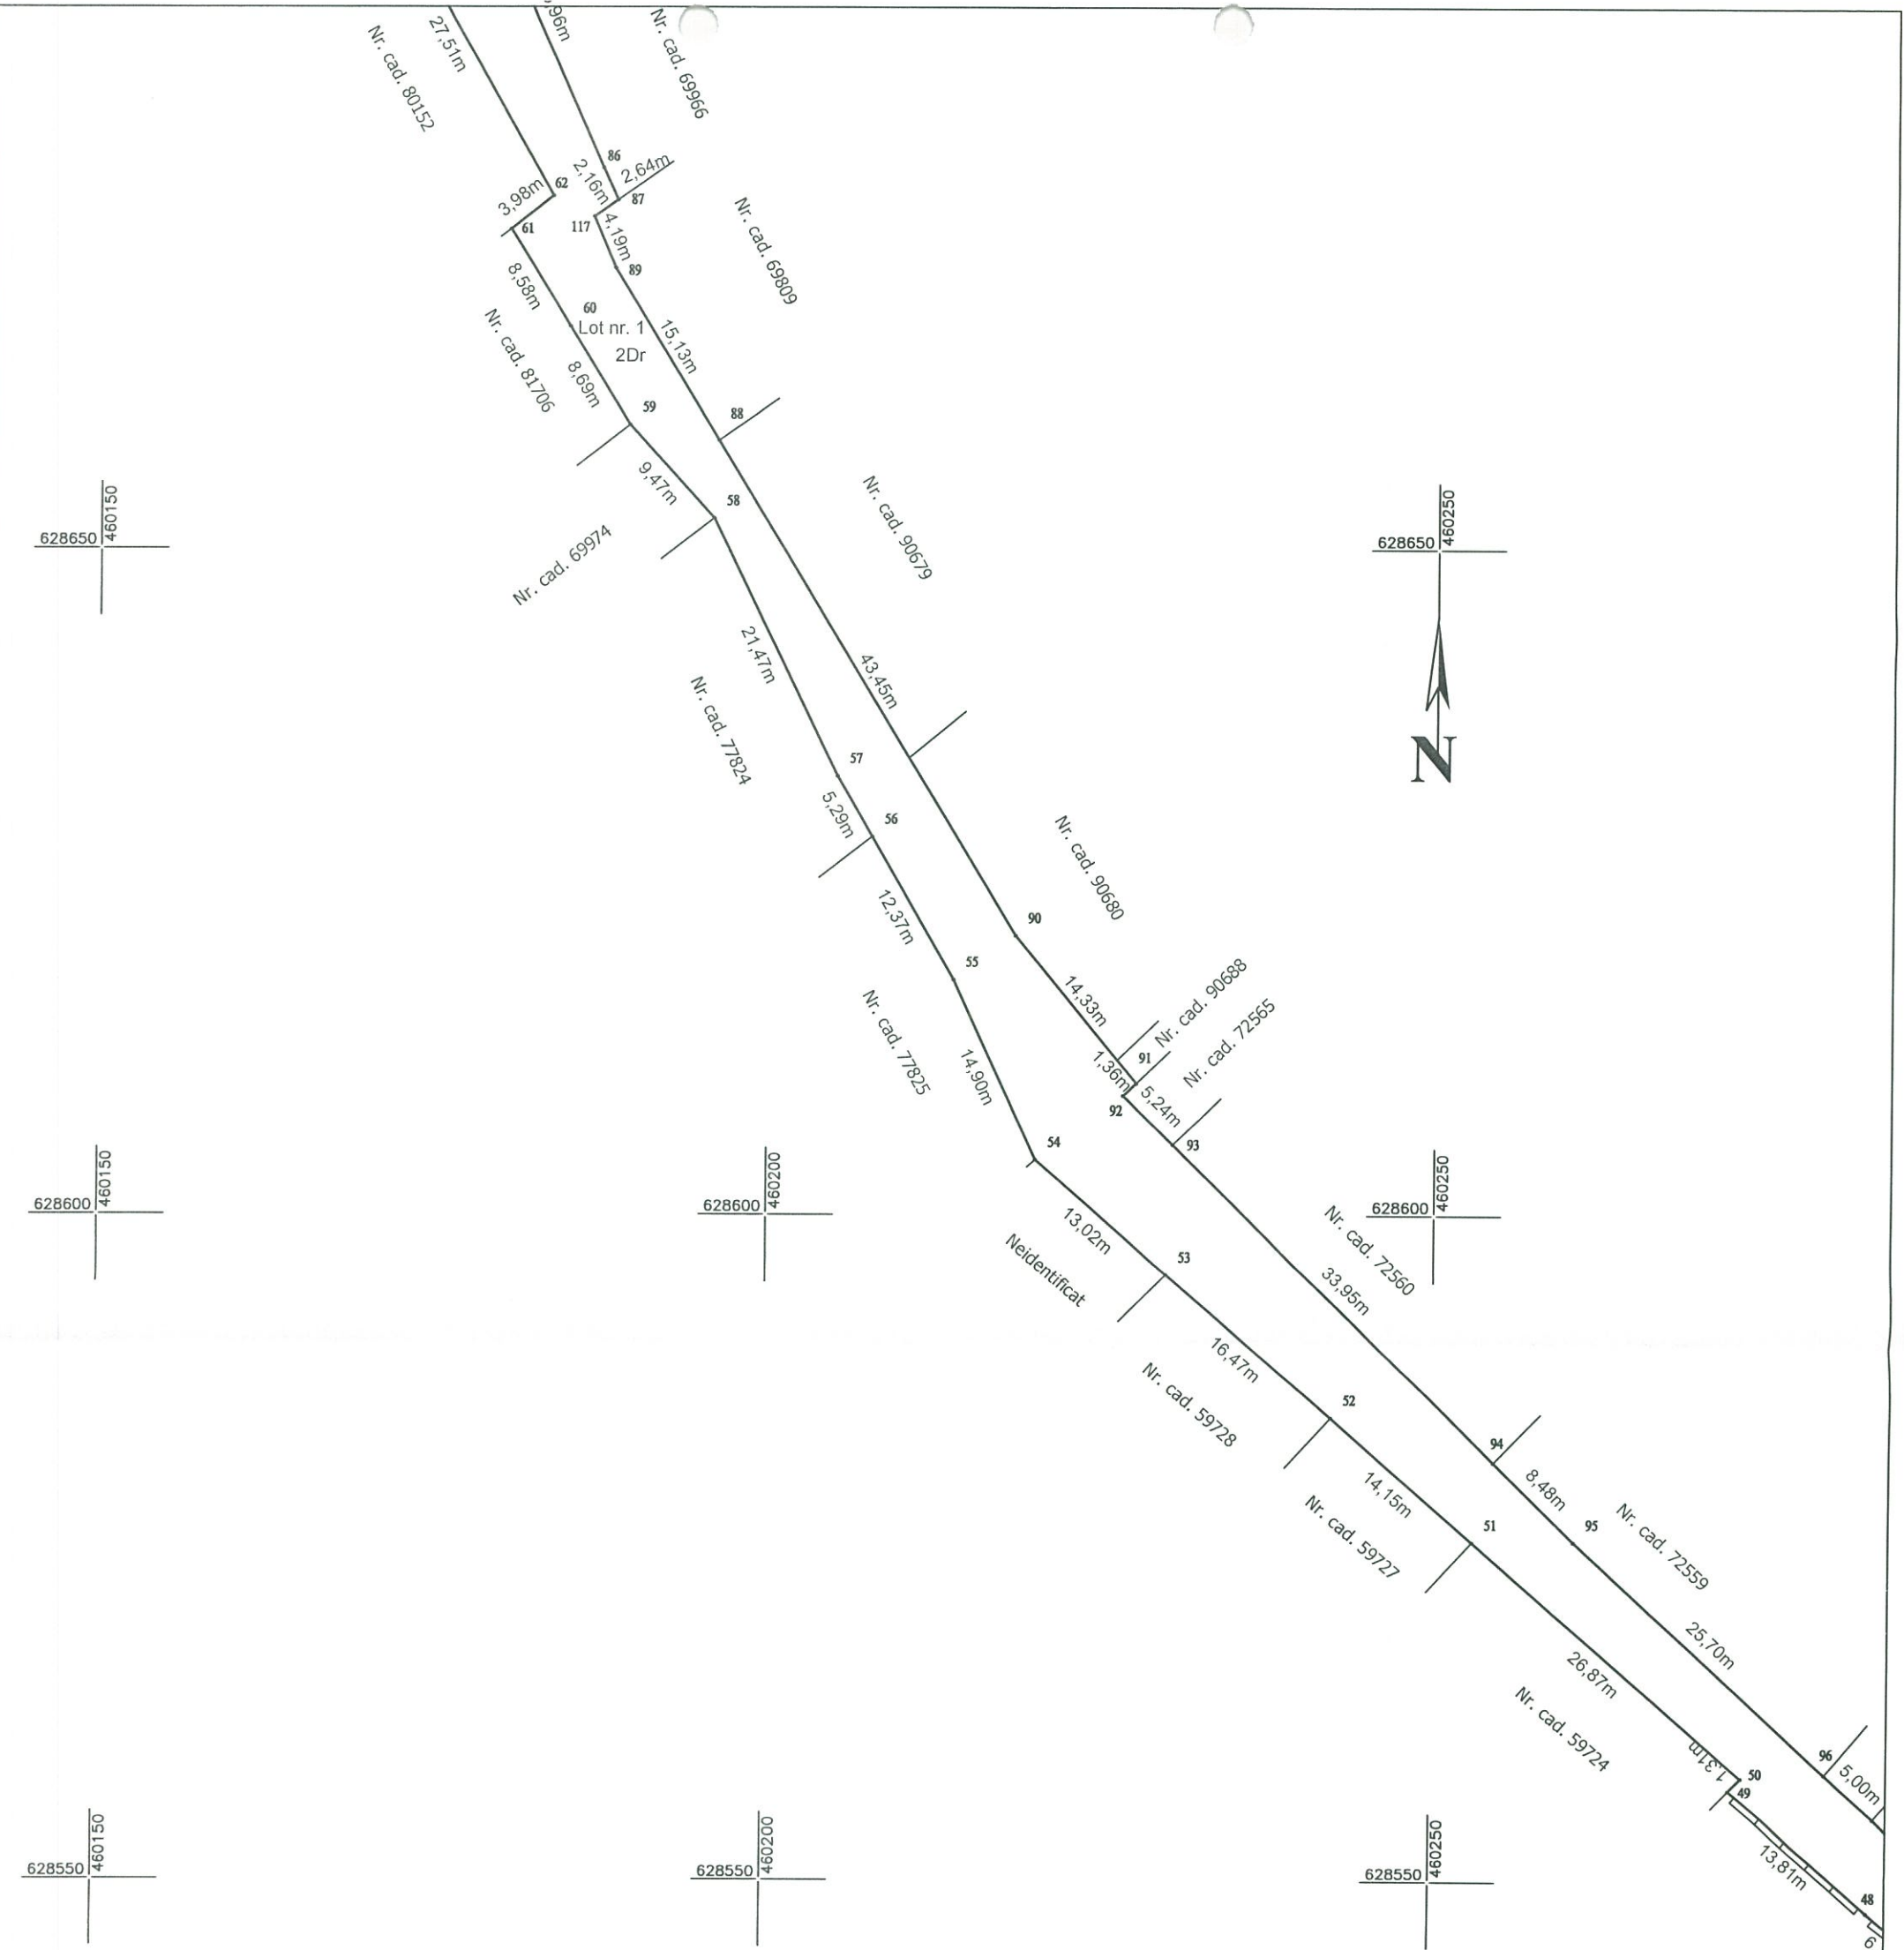 27,51m
,96m
Nr. cad. 80152
Nr. cad. 69966
86
2,64m
2,16m
62
3,98m
87
61
117
4,19m
89
Nr. cad. 69809
8,58m
60
Lot nr. 1
2Dr
15,13m
Nr. cad. 81706
8,69m
59
88
9,47m
58
Nr. cad. 69974
Nr. cad. 90679
628650
460150
628650
460250
21,47m
43,45m
Nr. cad. 77824
N
57
5,29m
56
Nr. cad. 90680
12,37m
90
55
14,33m
Nr. cad. 90688
Nr. cad. 72565
Nr. cad. 77825
14,90m
91
1,36m
5,24m
92
93
54
628600
460150
628600
460200
628600
460250
13,02m
Neidentificat
53
Nr. cad. 72560
33,95m
16,47m
Nr. cad. 59728
52
94
14,15m
8,48m
Nr. cad. 59727
51
95
Nr. cad. 72559
25,70m
26,87m
Nr. cad. 59724
1,31m
50
49
96
5,00m
13,81m
48
6
628550
460150
628550
460200
628550
460250